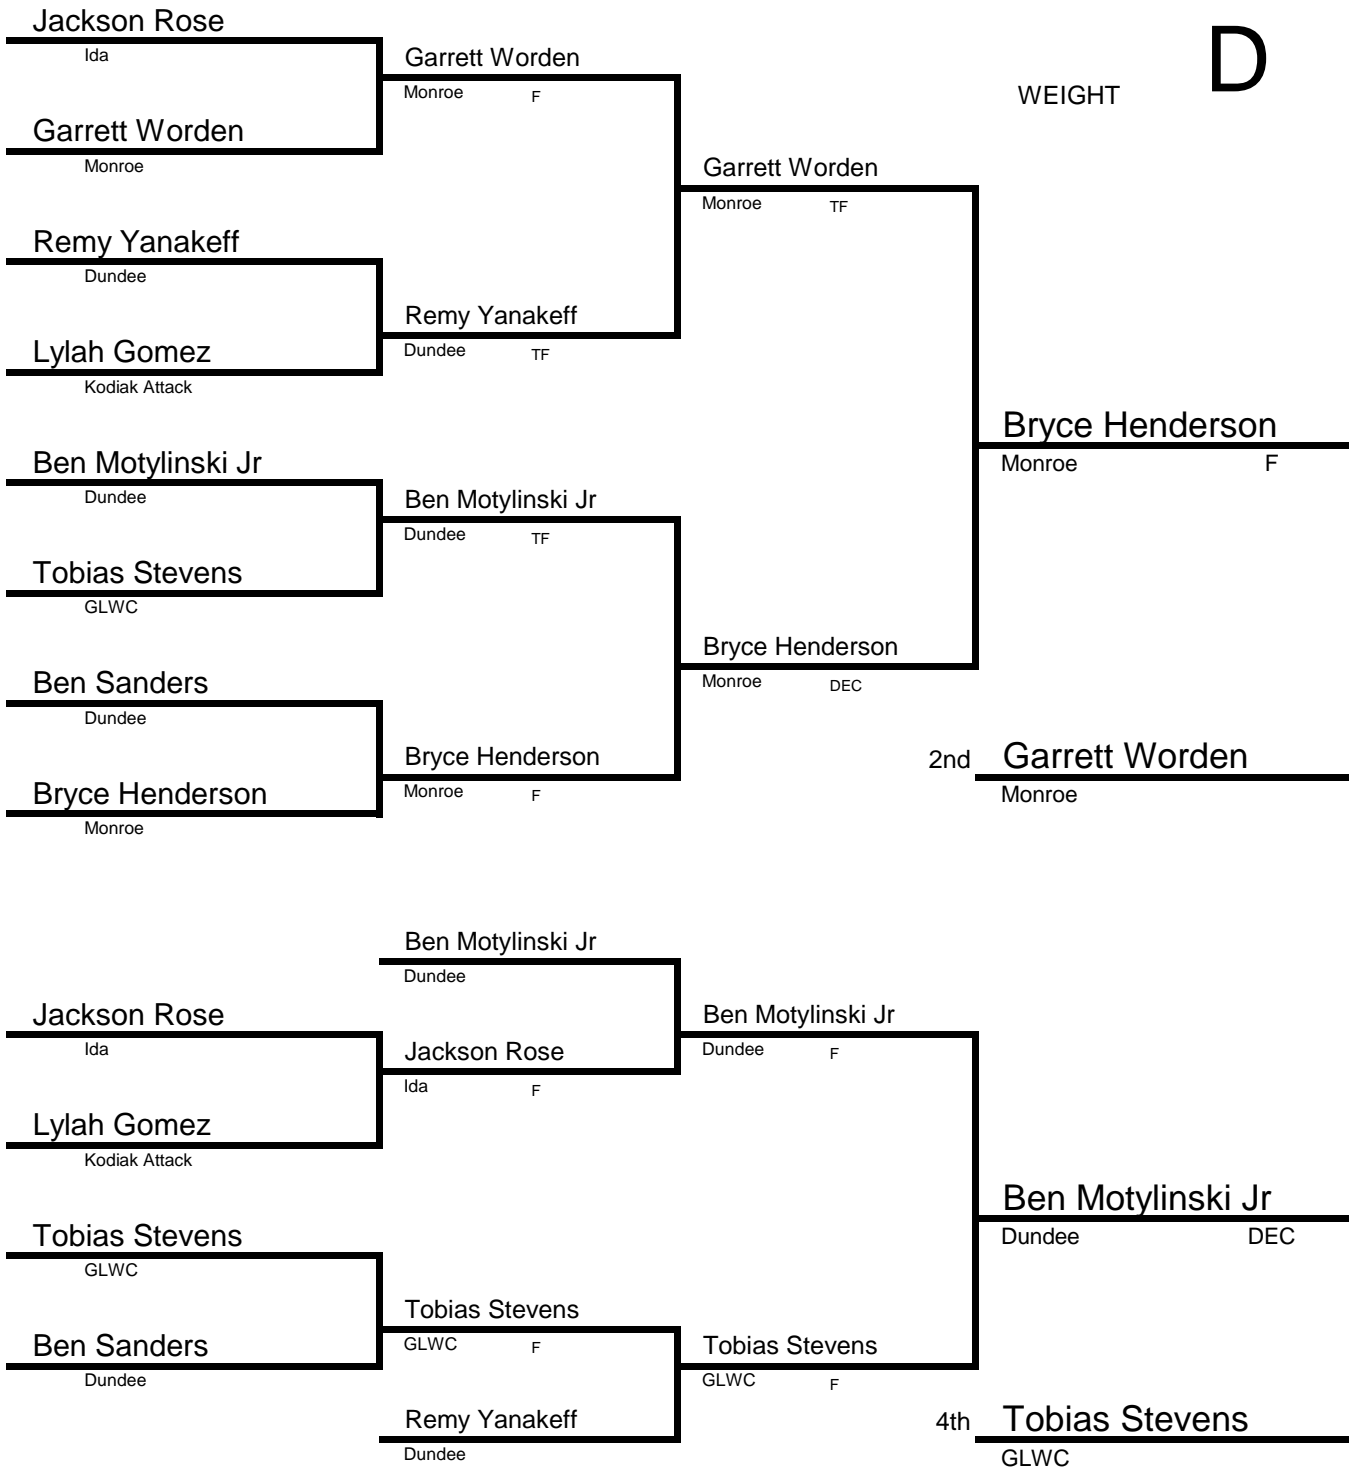 Jackson Rose
Ida
Garrett Worden
Monroe F
D
WEIGHT
Garrett Worden
Monroe
Garrett Worden
Monroe TF
Remy Yanakeff
Dundee
Remy Yanakeff
Dundee TF
Lylah Gomez
Kodiak Attack
Bryce Henderson
Monroe F
Ben Motylinski Jr
Dundee
Ben Motylinski Jr
Dundee TF
Tobias Stevens
GLWC
Bryce Henderson
Monroe DEC
Ben Sanders
Dundee
Bryce Henderson
Monroe F
2nd Garrett Worden
Monroe
Bryce Henderson
Monroe
Ben Motylinski Jr
Dundee
Jackson Rose
Ida
Ben Motylinski Jr
Dundee F
Jackson Rose
Ida F
Lylah Gomez
Kodiak Attack
Ben Motylinski Jr
Dundee DEC
Tobias Stevens
GLWC
Tobias Stevens
GLWC F
Ben Sanders
Dundee
Tobias Stevens
GLWC F
Remy Yanakeff
Dundee
4th Tobias Stevens
GLWC